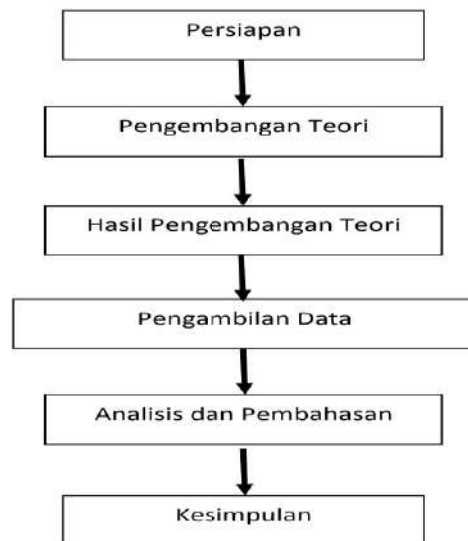 Persiapan
Pengembangan Teori
Hasil Pengembangan Teori
Pengambilan Data
Analisis dan Pembahasan
Kesimpulan